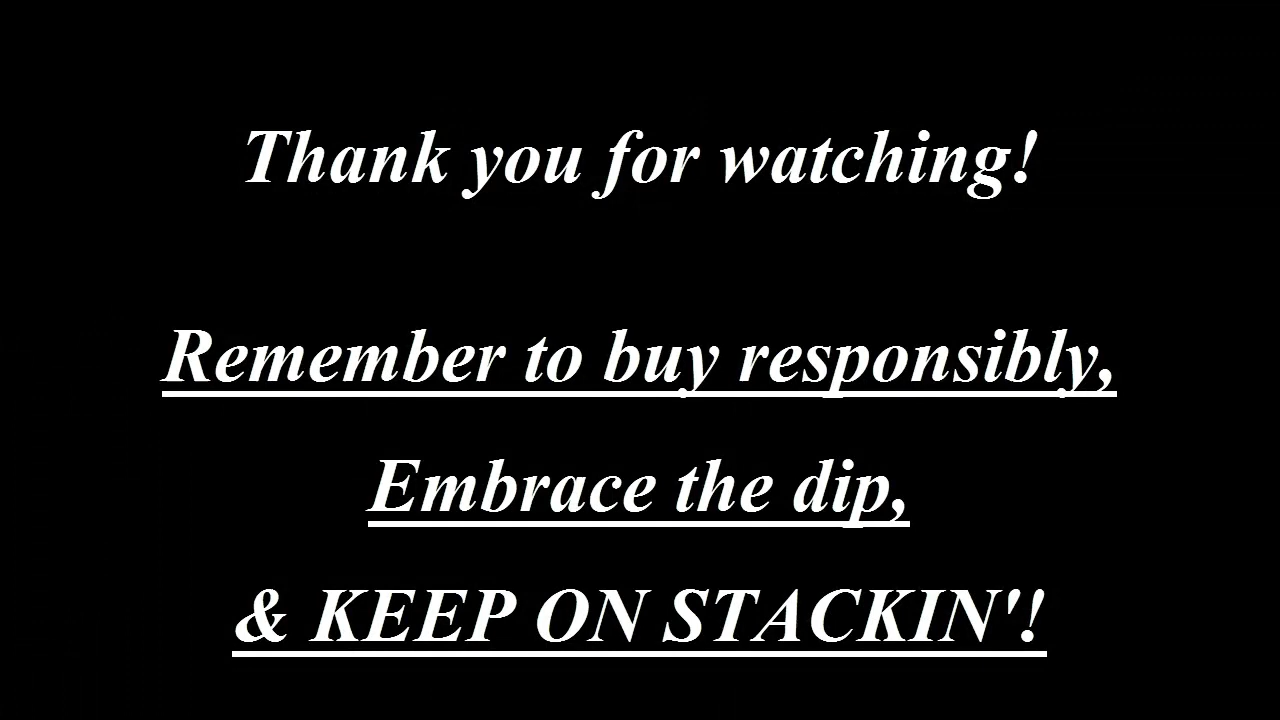 Thank you for watching!
Remember to buy responsibly,
Embrace the dip,
& KEEP ON STACKIN'!